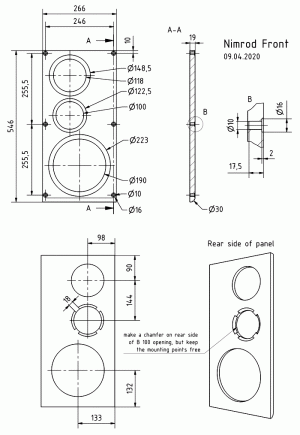 266
246
A
10
A-A
19
Nimrod Front
09.04.2020
Ø148,5
Ø118
Ø122,5
Ø100
Ø223
Ø190
Ø10
Ø16
A
255,5
255,5
546
B
Ø30
B
Ø10
Ø16
17,5
2
98
90
144
18
132
133
make a chamfer on rear side
of B 100 opening, but keep
the mounting points free
Rear side of panel